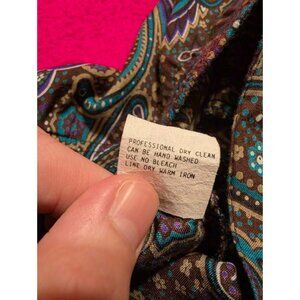 PROFESSIONAL DRY CLEAN
CAN BE HAND WASHED
USE NO BLEACH
LINE DRY WARM IRON